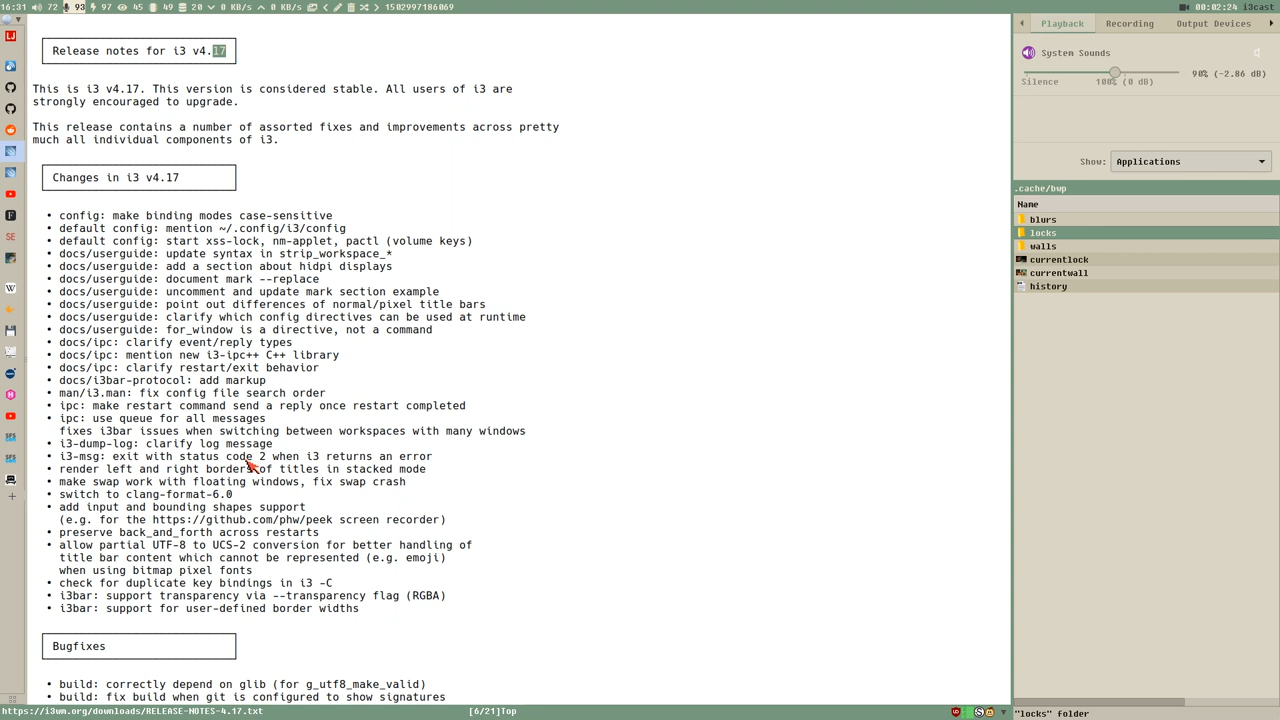 16:31 72 93 97 45 49 20 0 KB/s 0 KB/s 1502997186069
00:02:24 i3cast
Release notes for i3 v4.17
This is i3 v4.17. This version is considered stable. All users of i3 are
strongly encouraged to upgrade.
This release contains a number of assorted fixes and improvements across pretty
much all individual components of i3.
Changes in i3 v4.17
• config: make binding modes case-sensitive
• default config: mention ~/.config/i3/config
• default config: start xss-lock, nm-applet, pactl (volume keys)
• docs/userguide: update syntax in strip_workspace_*
• docs/userguide: add a section about hidpi displays
• docs/userguide: document mark --replace
• docs/userguide: uncomment and update mark section example
• docs/userguide: point out differences of normal/pixel title bars
• docs/userguide: clarify which config directives can be used at runtime
• docs/userguide: for_window is a directive, not a command
• docs/ipc: clarify event/reply types
• docs/ipc: mention new i3-ipc++ C++ library
• docs/ipc: clarify restart/exit behavior
• docs/i3bar-protocol: add markup
• man/i3.man: fix config file search order
• ipc: make restart command send a reply once restart completed
• ipc: use queue for all messages
fixes i3bar issues when switching between workspaces with many windows
• i3-dump-log: clarify log message
• i3-msg: exit with status code 2 when i3 returns an error
• render left and right borders of titles in stacked mode
• make swap work with floating windows, fix swap crash
• switch to clang-format-6.0
• add input and bounding shapes support
(e.g. for the https://github.com/phw/peek screen recorder)
• preserve back_and_forth across restarts
• allow partial UTF-8 to UCS-2 conversion for better handling of
title bar content which cannot be represented (e.g. emoji)
when using bitmap pixel fonts
• check for duplicate key bindings in i3 -C
• i3bar: support transparency via --transparency flag (RGBA)
• i3bar: support for user-defined border widths
Bugfixes
• build: correctly depend on glib (for g_utf8_make_valid)
• build: fix build when git is configured to show signatures
https://i3wm.org/downloads/RELEASE-NOTES-4.17.txt [6/21]Top
Playback Recording Output Devices
System Sounds
90% (-2.86 dB)
Silence 100% (0 dB)
Show: Applications
.cache/bwp
Name
blurs
locks
walls
currentlock
currentwall
history
"locks" folder